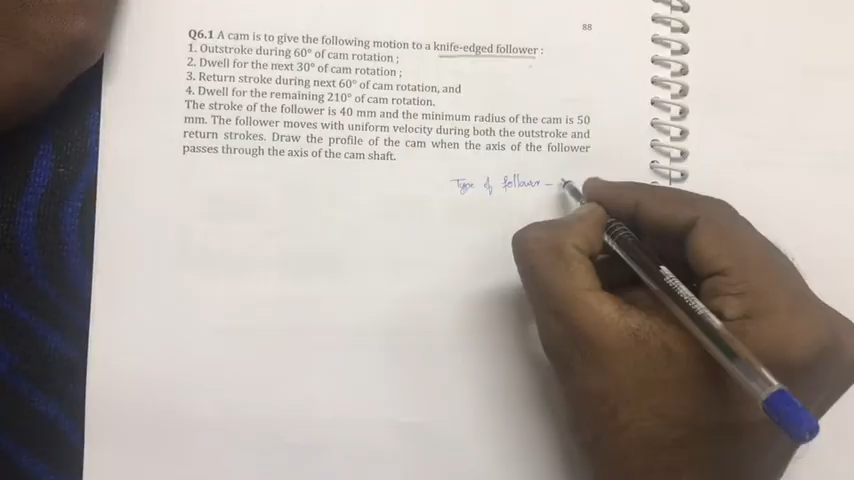 88
Q6.1 A cam is to give the following motion to a knife-edged follower :
1. Outstroke during 60° of cam rotation ;
2. Dwell for the next 30° of cam rotation ;
3. Return stroke during next 60° of cam rotation, and
4. Dwell for the remaining 210° of cam rotation.
The stroke of the follower is 40 mm and the minimum radius of the cam is 50
mm. The follower moves with uniform velocity during both the outstroke and
return strokes. Draw the profile of the cam when the axis of the follower
passes through the axis of the cam shaft.
Type of follower -